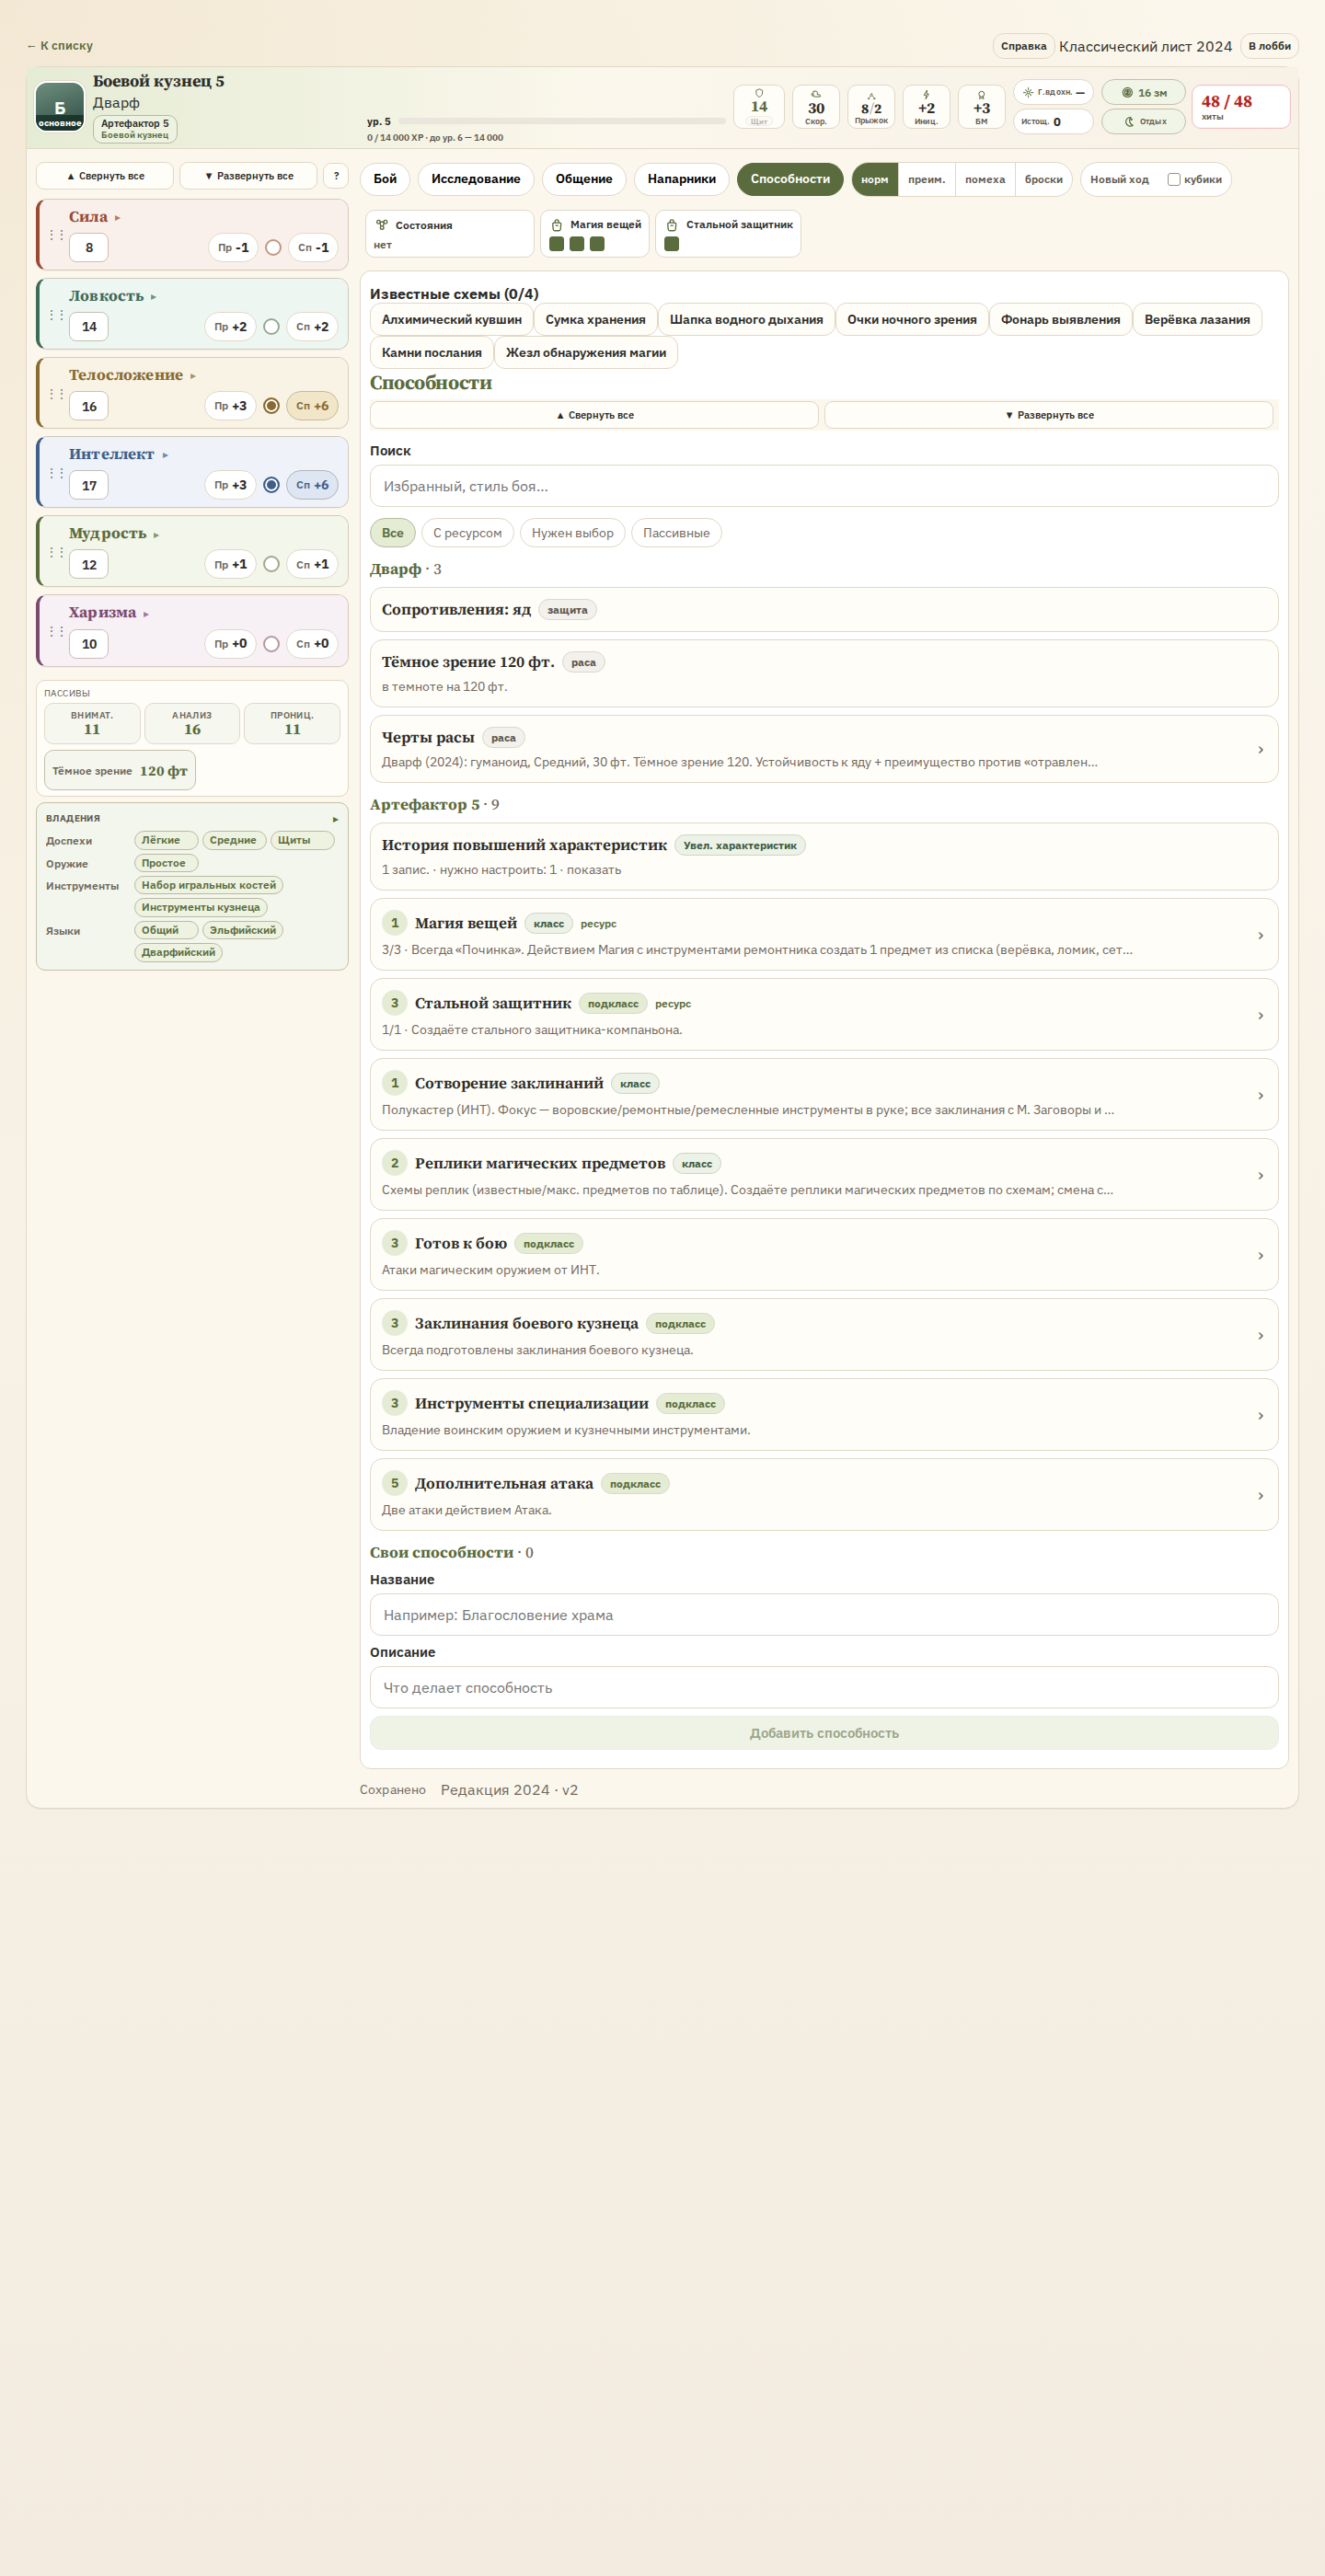 ← К списку
Справка Классический лист 2024 В лобби
Б
основное
Боевой кузнец 5
Дварф
Артефактор 5
Боевой кузнец
ур. 5
0 / 14 000 XP · до ур. 6 — 14 000
14
Щит
30
Скор.
8/2
Прыжок
+2
Иниц.
+3
БМ
Г.вдохн. —
Истощ. 0
16 зм
Отдых
48 / 48
хиты
▲ Свернуть все ▼ Развернуть все ?
Сила ▸
8 Пр -1 Сп -1
Ловкость ▸
14 Пр +2 Сп +2
Телосложение ▸
16 Пр +3 Сп +6
Интеллект ▸
17 Пр +3 Сп +6
Мудрость ▸
12 Пр +1 Сп +1
Харизма ▸
10 Пр +0 Сп +0
ПАССИВЫ
ВНИМАТ. АНАЛИЗ ПРОНИЦ.
11 16 11
Тёмное зрение 120 фт
ВЛАДЕНИЯ ▸
Доспехи Лёгкие Средние Щиты
Оружие Простое
Инструменты Набор игральных костей
Инструменты кузнеца
Языки Общий Эльфийский
Дварфийский
Бой Исследование Общение Напарники Способности норм преим. помеха броски Новый ход кубики
Состояния
нет
Магия вещей
Стальной защитник
Известные схемы (0/4)
Алхимический кувшин Сумка хранения Шапка водного дыхания Очки ночного зрения Фонарь выявления Верёвка лазания
Камни послания Жезл обнаружения магии
Способности
▲ Свернуть все ▼ Развернуть все
Поиск
Избранный, стиль боя…
Все С ресурсом Нужен выбор Пассивные
Дварф · 3
Сопротивления: яд защита
Тёмное зрение 120 фт. раса
в темноте на 120 фт.
Черты расы раса
Дварф (2024): гуманоид, Средний, 30 фт. Тёмное зрение 120. Устойчивость к яду + преимущество против «отравлен… ›
Артефактор 5 · 9
История повышений характеристик Увел. характеристик
1 запис. · нужно настроить: 1 · показать
1 Магия вещей класс ресурс
3/3 · Всегда «Починка». Действием Магия с инструментами ремонтника создать 1 предмет из списка (верёвка, ломик, сет… ›
3 Стальной защитник подкласс ресурс
1/1 · Создаёте стального защитника-компаньона. ›
1 Сотворение заклинаний класс
Полукастер (ИНТ). Фокус — воровские/ремонтные/ремесленные инструменты в руке; все заклинания с М. Заговоры и … ›
2 Реплики магических предметов класс
Схемы реплик (известные/макс. предметов по таблице). Создаёте реплики магических предметов по схемам; смена с… ›
3 Готов к бою подкласс
Атаки магическим оружием от ИНТ. ›
3 Заклинания боевого кузнеца подкласс
Всегда подготовлены заклинания боевого кузнеца. ›
3 Инструменты специализации подкласс
Владение воинским оружием и кузнечными инструментами. ›
5 Дополнительная атака подкласс
Две атаки действием Атака. ›
Свои способности · 0
Название
Например: Благословение храма
Описание
Что делает способность
Добавить способность
Сохранено Редакция 2024 · v2